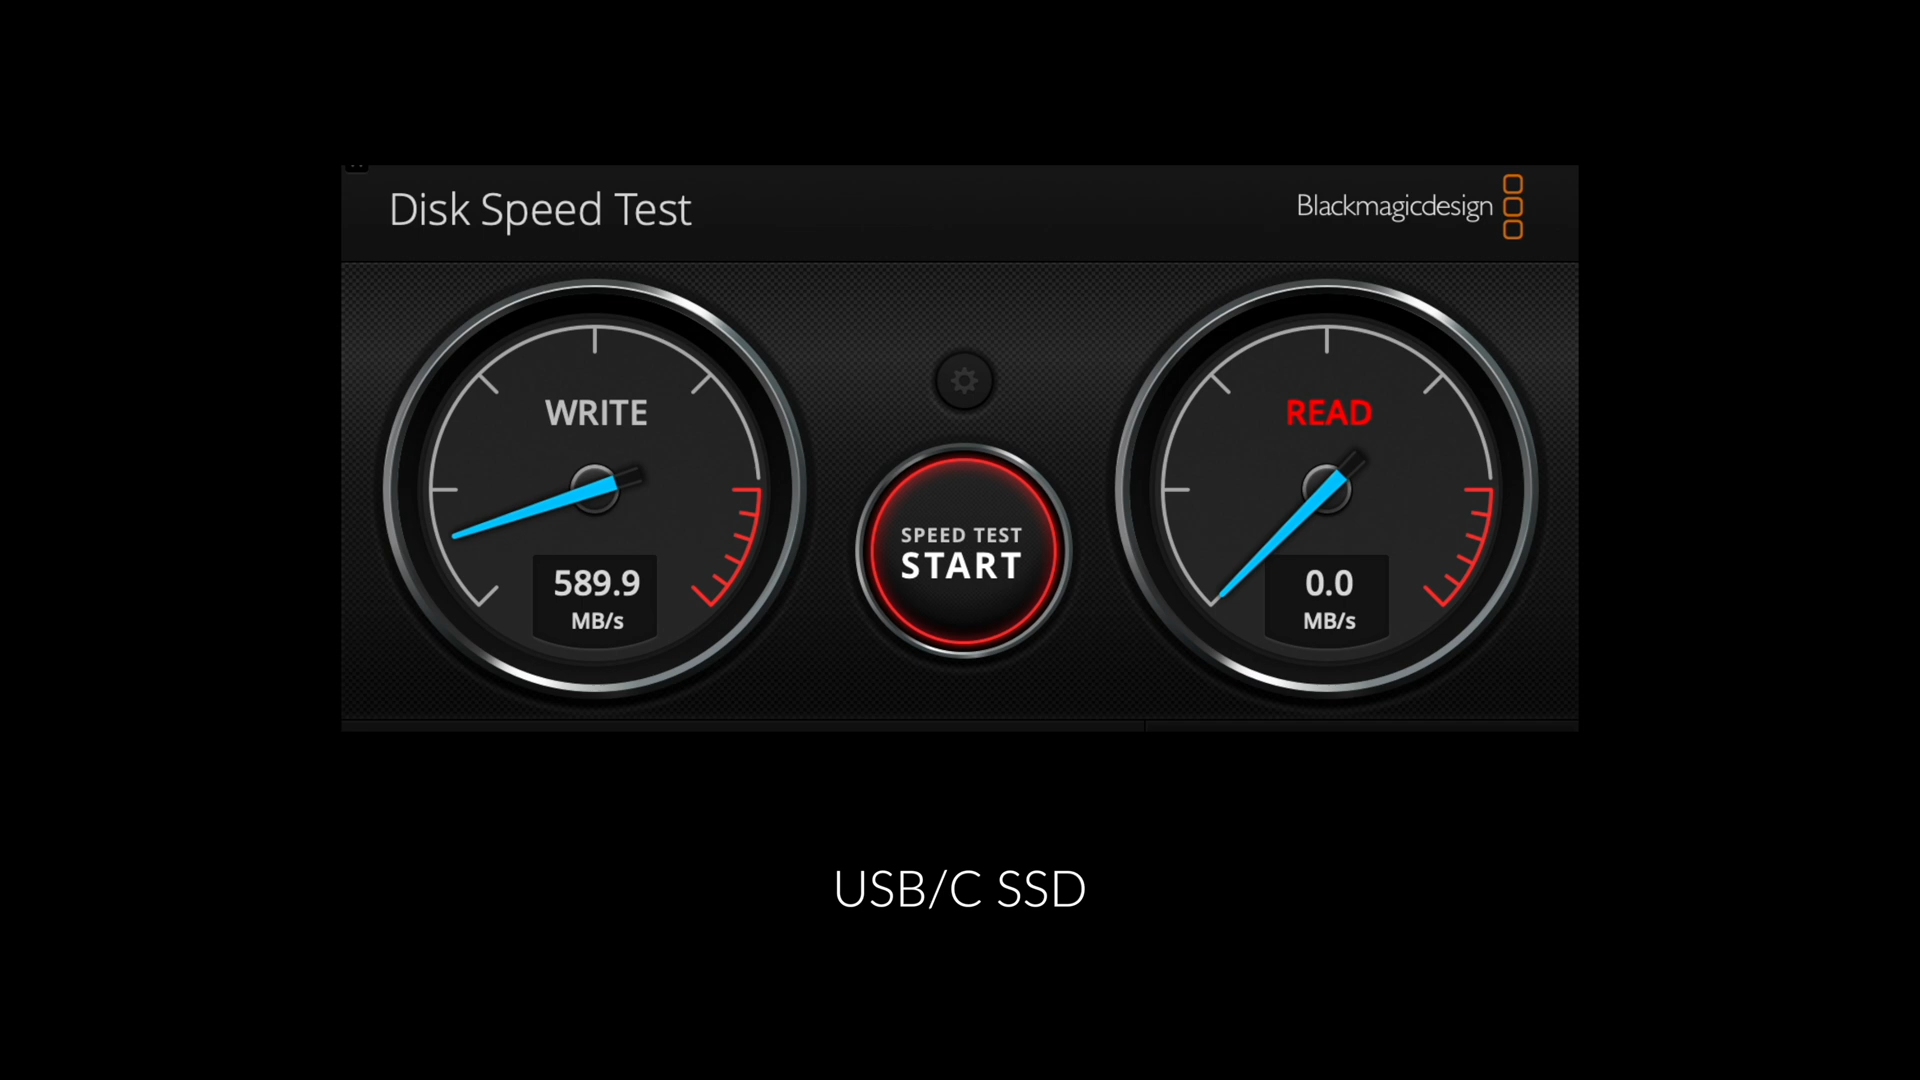 Disk Speed Test
Blackmagicdesign
WRITE
589.9
MB/s
SPEED TEST
START
READ
0.0
MB/s
USB/C SSD